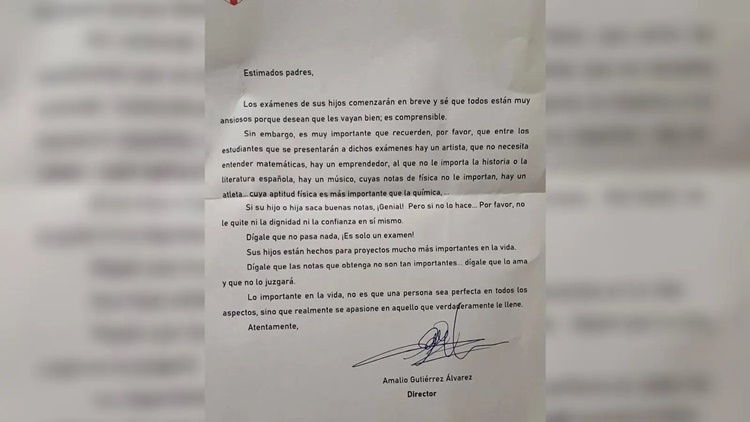 Estimados padres,
Los exámenes de sus hijos comenzarán en breve y sé que todos están muy
ansiosos porque desean que les vayan bien; es comprensible.
Sin embargo, es muy importante que recuerden, por favor, que entre los
estudiantes que se presentarán a dichos exámenes hay un artista, que no necesita
entender matemáticas, hay un emprendedor, al que no le importa la historia o la
literatura española, hay un músico, cuyas notas de física no le importan, hay un
atleta... cuya aptitud física es más importante que la química,...
Si su hijo o hija saca buenas notas, ¡Genial! Pero si no lo hace... Por favor, no
le quite ni la dignidad ni la confianza en sí mismo.
Dígale que no pasa nada, ¡Es solo un examen!
Sus hijos están hechos para proyectos mucho más importantes en la vida.
Dígale que las notas que obtenga no son tan importantes... dígale que lo ama
y que no lo juzgará.
Lo importante en la vida, no es que una persona sea perfecta en todos los
aspectos, sino que realmente se apasione en aquello que verdaderamente le llene.
Atentamente,
Amalio Gutiérrez Álvarez
Director